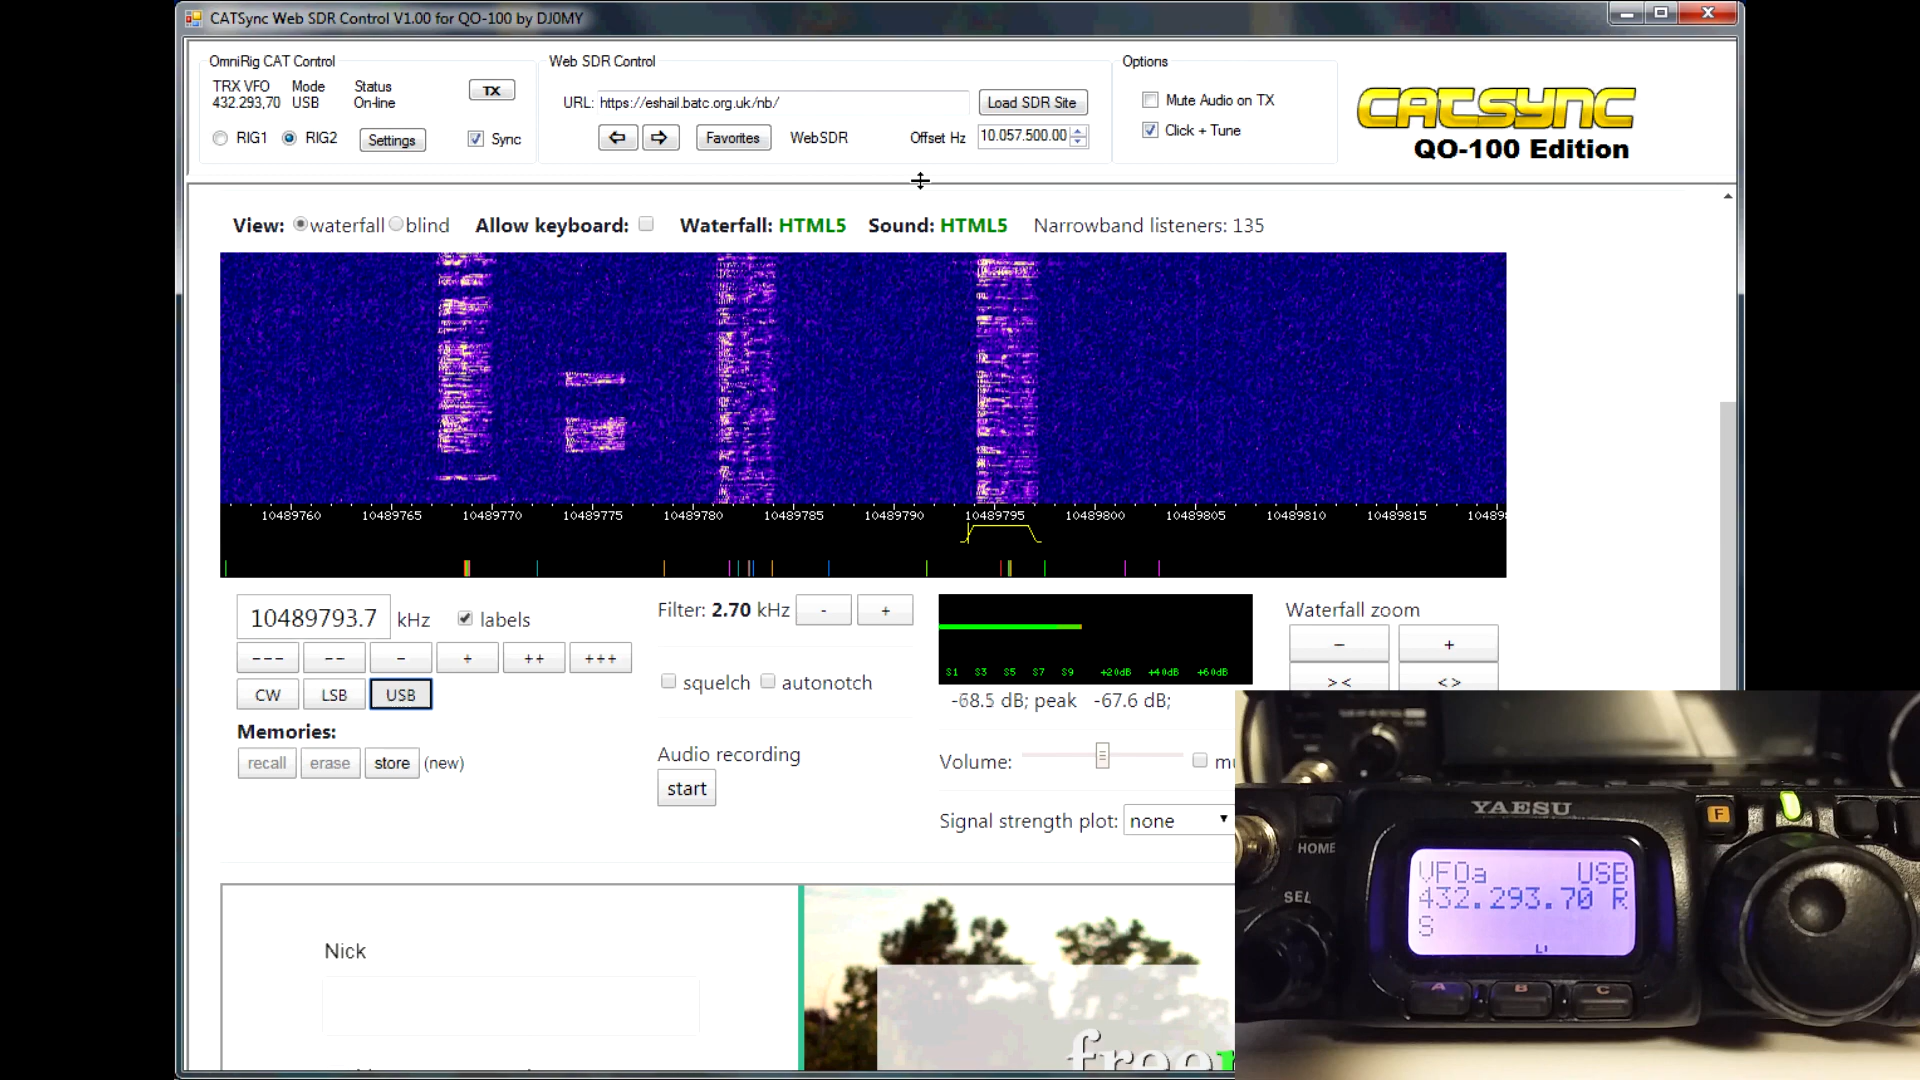 CATSync Web SDR Control V1.00 for QO-100 by DJ0MY
OmniRig CAT Control
TRX VFO Mode Status
432.293,70 USB On-line
TX
RIG1 RIG2 Settings Sync
Web SDR Control
URL: https://eshail.batc.org.uk/nb/ Load SDR Site
Favorites WebSDR Offset Hz 10.057.500.00
Options
Mute Audio on TX
Click + Tune
CATSYNC
QO-100 Edition
View: waterfall blind Allow keyboard: Waterfall: HTML5 Sound: HTML5 Narrowband listeners: 135
10489760 10489765 10489770 10489775 10489780 10489785 10489790 10489795 10489800 10489805 10489810 10489815 10489
10489793.7 kHz labels
--- -- - + ++ +++
CW LSB USB
Memories:
recall erase store (new)
Filter: 2.70 kHz - +
squelch autonotch
Audio recording
start
S1 S3 S5 S7 S9 +20dB +40dB +60dB
-68.5 dB; peak -67.6 dB;
Volume: mu
Signal strength plot: none
Waterfall zoom
- +
> < < >
Nick
free
YAESU
F
HOME
SEL
VFOa USB
432.293.70 R
S
A B C